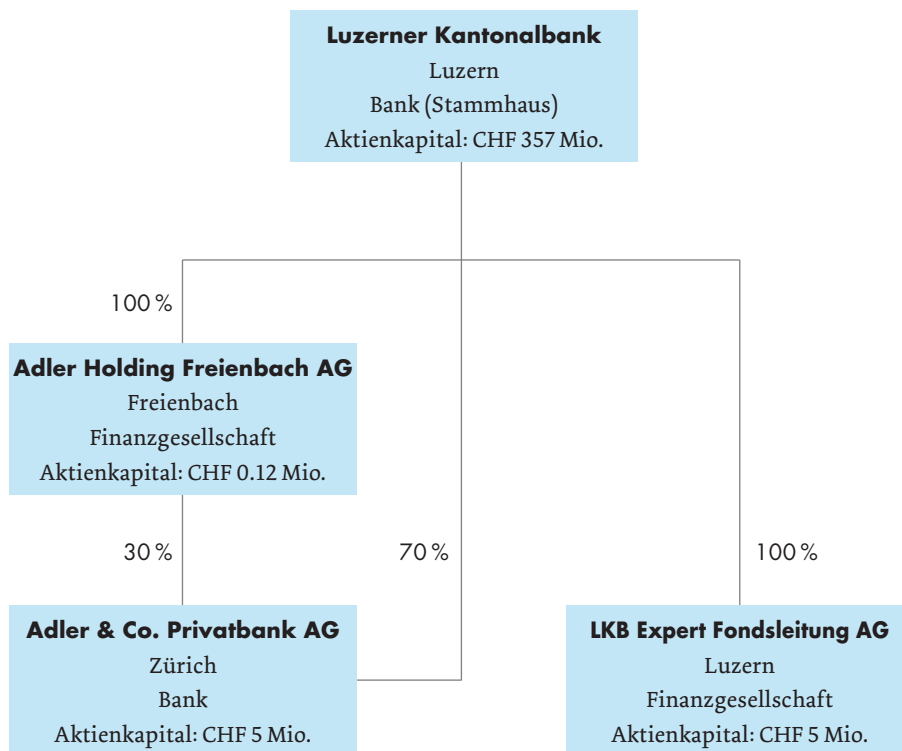 Luzerner Kantonalbank
Luzern
Bank (Stammhaus)
Aktienkapital: CHF 357 Mio.
100 %
Adler Holding Freienbach AG
Freienbach
Finanzgesellschaft
Aktienkapital: CHF 0.12 Mio.
30 %
70 %
100 %
Adler & Co. Privatbank AG
Zürich
Bank
Aktienkapital: CHF 5 Mio.
LKB Expert Fondsleitung AG
Luzern
Finanzgesellschaft
Aktienkapital: CHF 5 Mio.